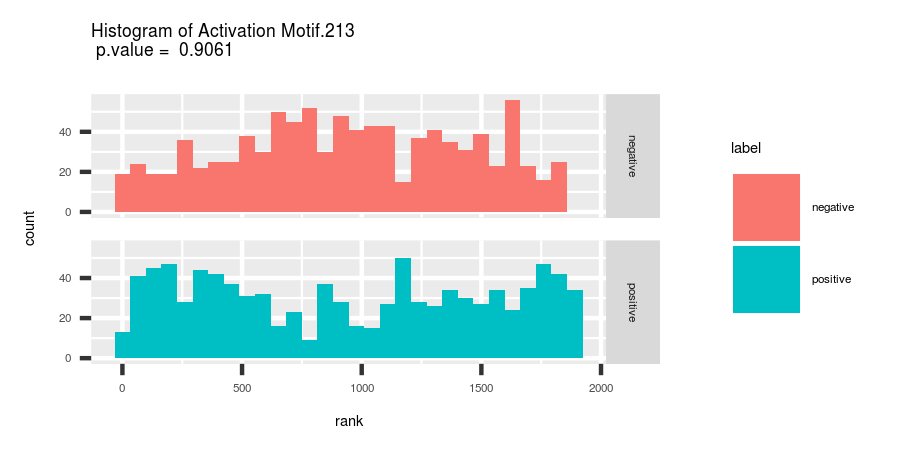 Histogram of Activation Motif.213
p.value =  0.9061
count
40
20
0
negative
40
20
0
positive
0
500
1000
1500
2000
rank
label
negative
positive